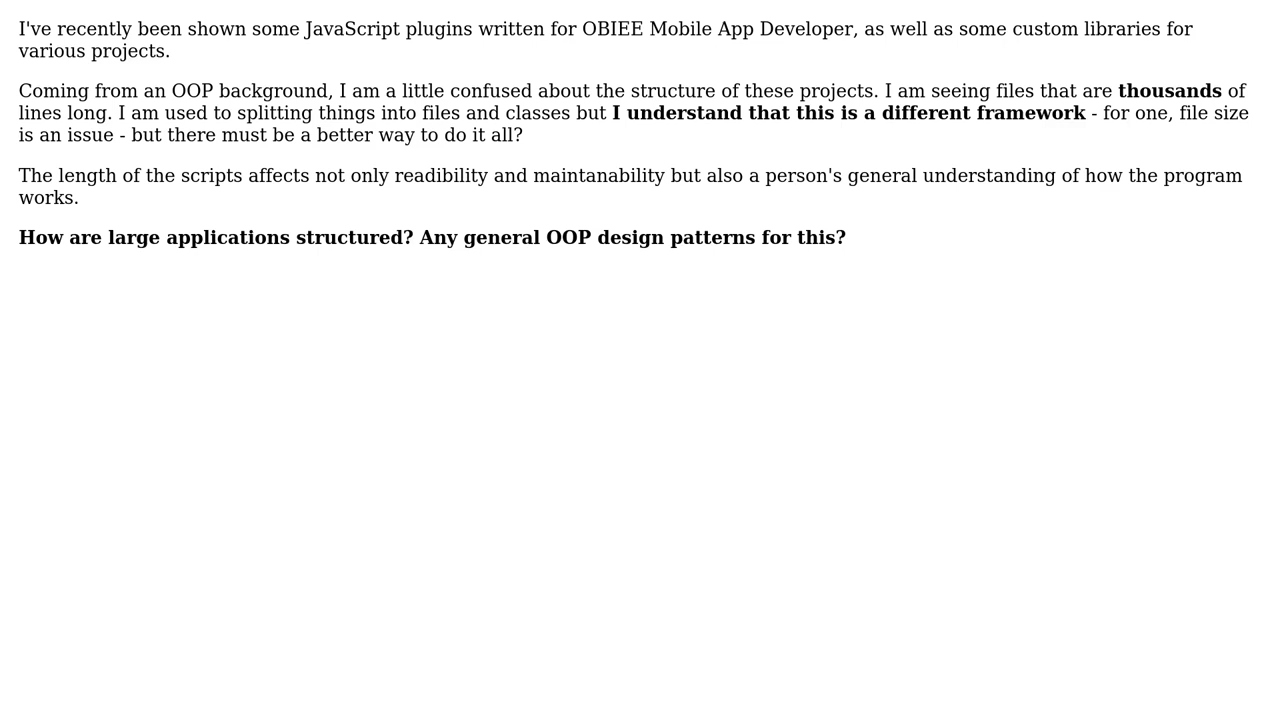 I've recently been shown some JavaScript plugins written for OBIEE Mobile App Developer, as well as some custom libraries for
various projects.
Coming from an OOP background, I am a little confused about the structure of these projects. I am seeing files that are thousands of
lines long. I am used to splitting things into files and classes but I understand that this is a different framework - for one, file size
is an issue - but there must be a better way to do it all?
The length of the scripts affects not only readibility and maintanability but also a person's general understanding of how the program
works.
How are large applications structured? Any general OOP design patterns for this?